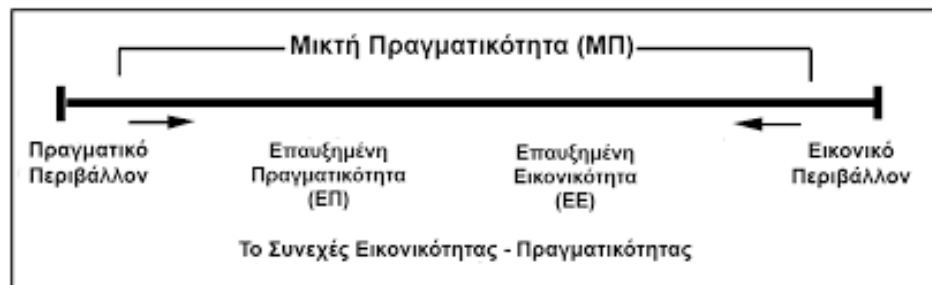 Μικτή Πραγματικότητα (ΜΠ)
Πραγματικό
Περιβάλλον
Επαυξημένη
Πραγματικότητα
(ΕΠ)
Επαυξημένη
Εικονικότητα
(ΕΕ)
Εικονικό
Περιβάλλον
Το Συνεχές Εικονικότητας - Πραγματικότητας